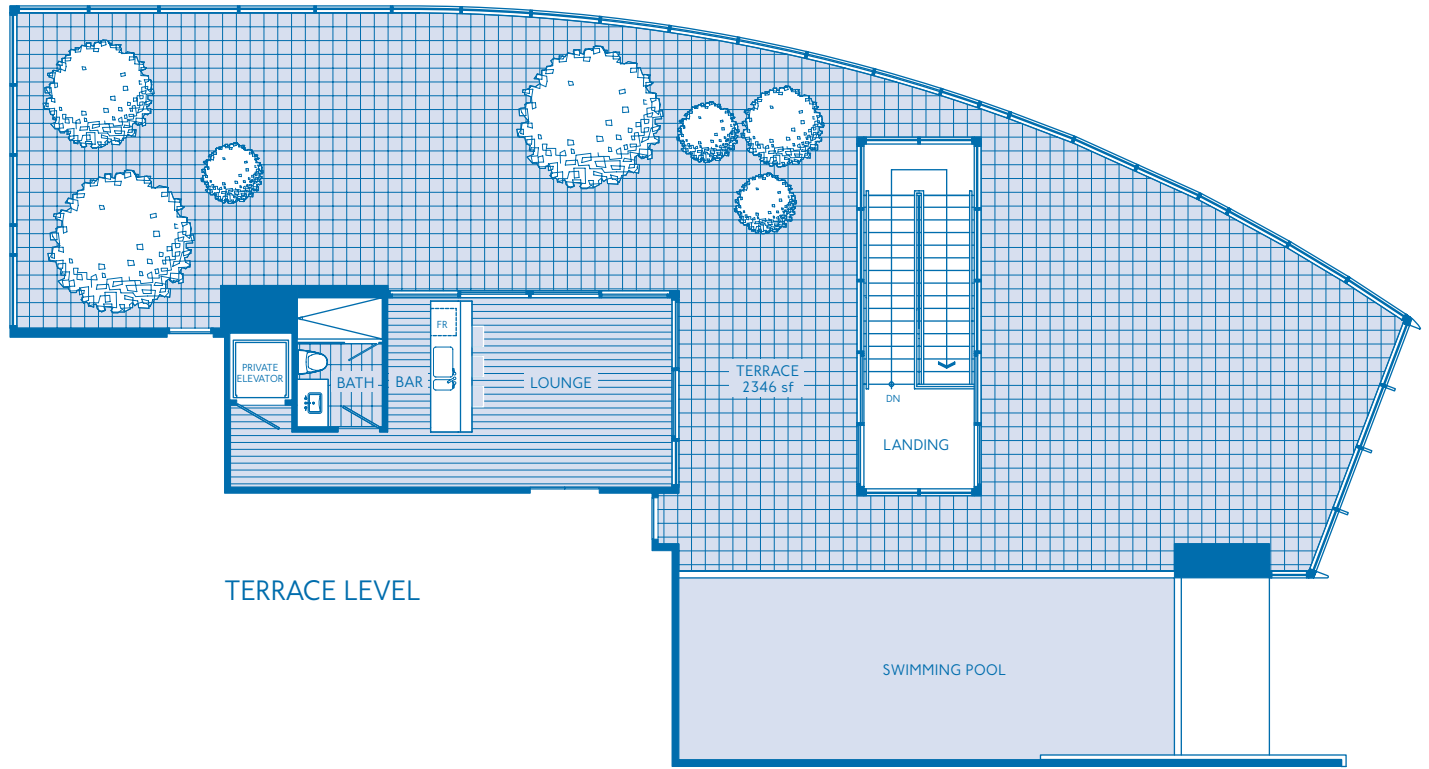 FR
PRIVATE
ELEVATOR
BATH
BAR
LOUNGE
TERRACE
2346 sf
DN
LANDING
TERRACE LEVEL
SWIMMING POOL